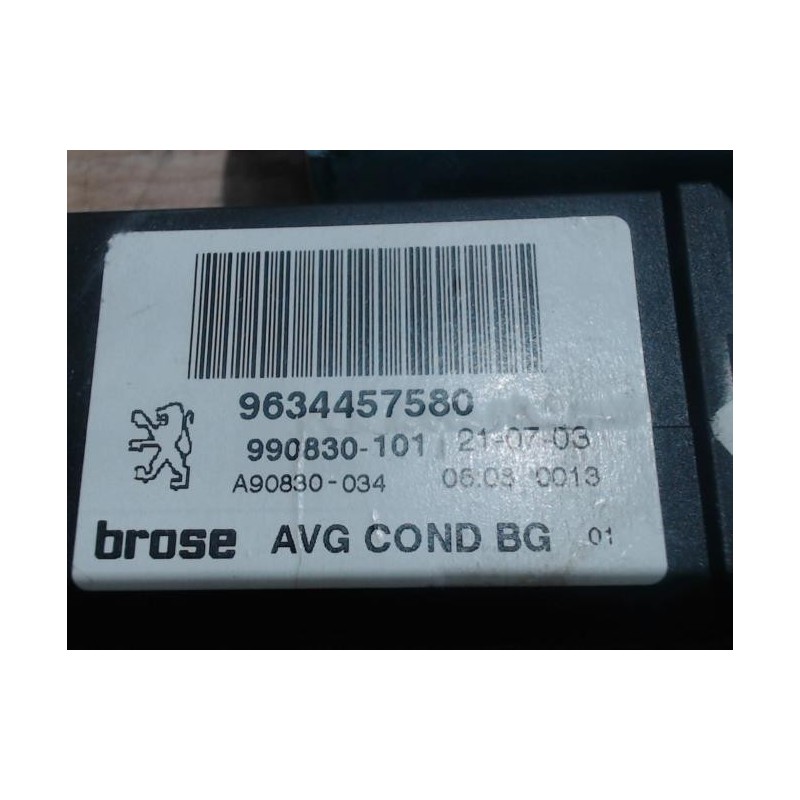 9634457580
990830-101 21-07-03
A90830-034 06.03 0013
brose AVG COND BG 01